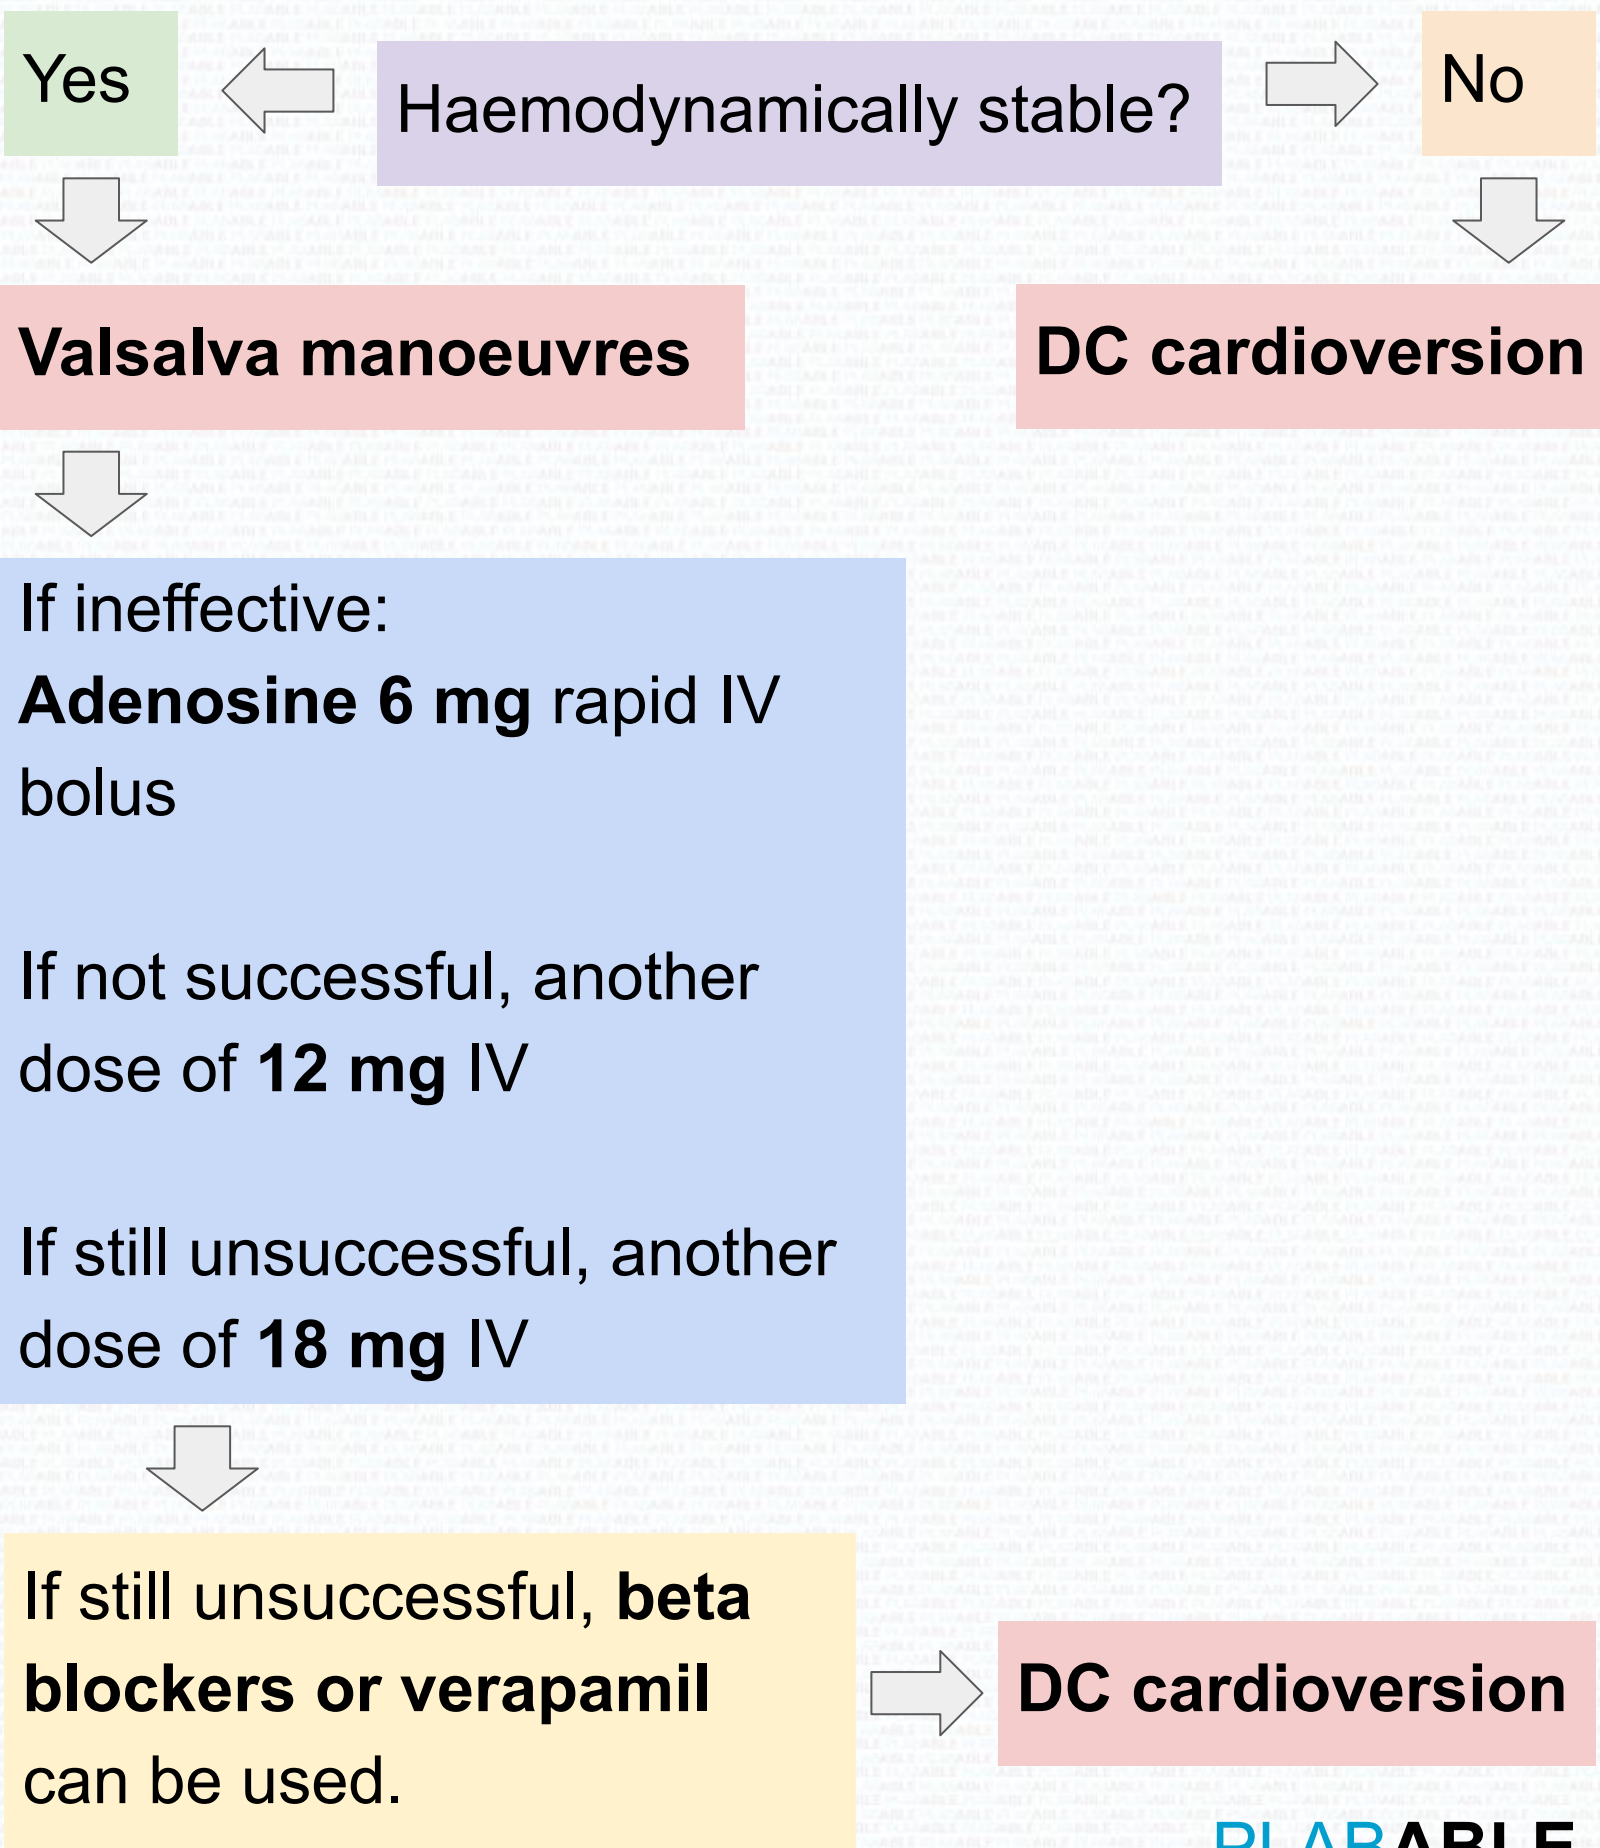 Yes
Haemodynamically stable?
No
Valsalva manoeuvres
DC cardioversion
If ineffective:
Adenosine 6 mg rapid IV
bolus
If not successful, another
dose of 12 mg IV
If still unsuccessful, another
dose of 18 mg IV
If still unsuccessful, beta
blockers or verapamil
can be used.
DC cardioversion
PLABABLE